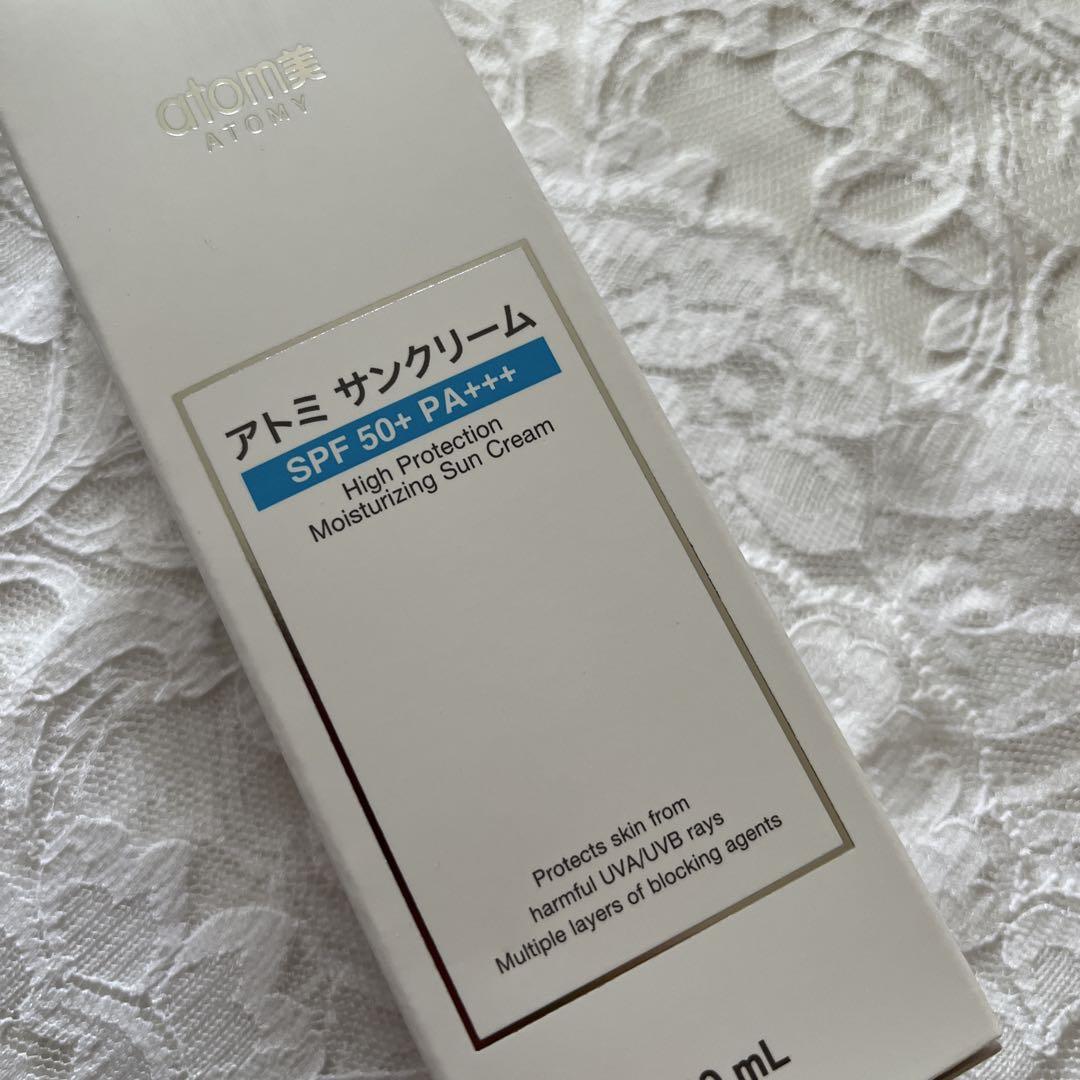 atom美
ATOMY
アトミ サンクリーム
SPF 50+ PA+++
High Protection
Moisturizing Sun Cream
Protects skin from
harmful UVA/UVB rays
Multiple layers of blocking agents
mL